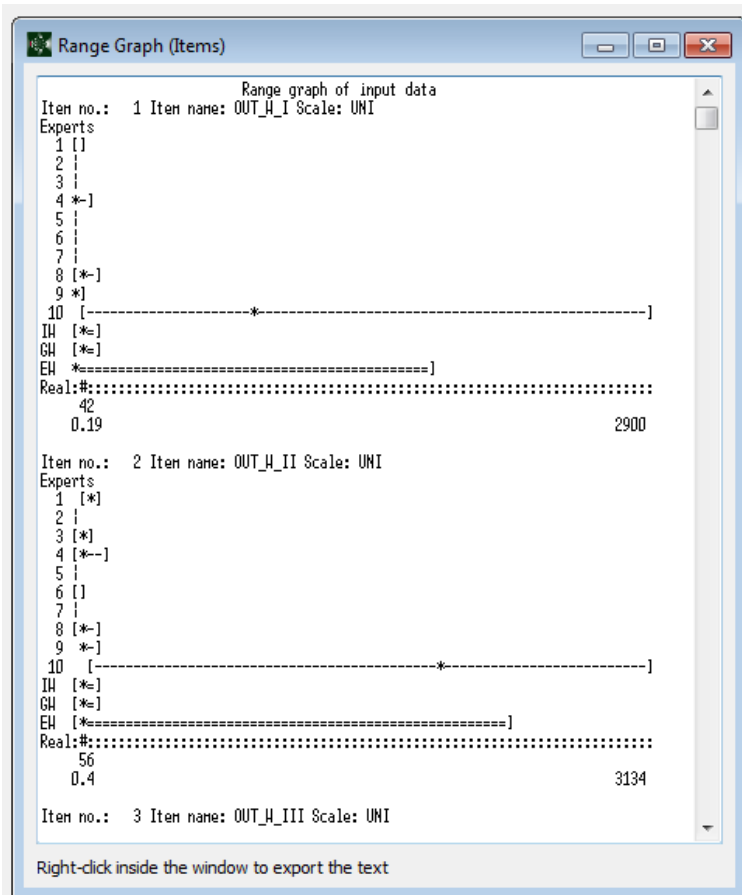 Range Graph (Items)
Range graph of input data
Item no.:   1 Item name: OUT_W_I Scale: UNI
Experts
  1 []
  2 ¦
  3 ¦
  4 *-]
  5 ¦
  6 ¦
  7 ¦
  8 [*-]
  9 *]
 10  [---------------------*--------------------------------------------------]
IW  [*=]
GW  [*=]
EW  *=============================================]
Real:#::::::::::::::::::::::::::::::::::::::::::::::::::::::::::::::::::::::::
42
0.19 2900
Item no.:   2 Item name: OUT_W_II Scale: UNI
Experts
  1  [*]
  2 ¦
  3 [*]
  4 [*--]
  5 ¦
  6 []
  7 ¦
  8 [*-]
  9  *-]
 10   [--------------------------------------------*--------------------------]
IW  [*=]
GW  [*=]
EW  [*======================================================]
Real:#::::::::::::::::::::::::::::::::::::::::::::::::::::::::::::::::::::::::
56
0.4 3134
Item no.:   3 Item name: OUT_W_III Scale: UNI
Right-click inside the window to export the text